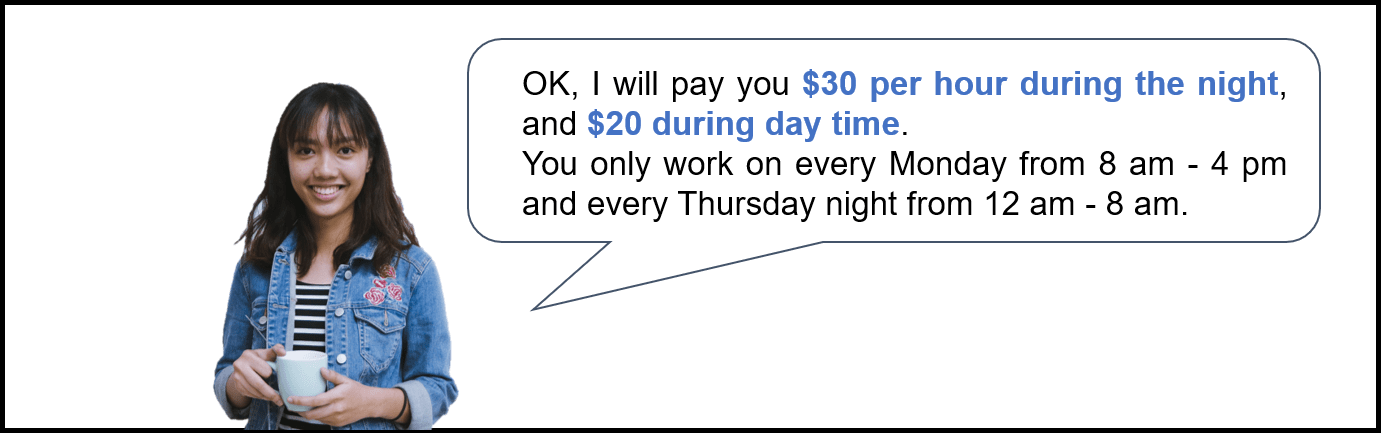 OK, I will pay you $30 per hour during the night,
and $20 during day time.
You only work on every Monday from 8 am - 4 pm
and every Thursday night from 12 am - 8 am.